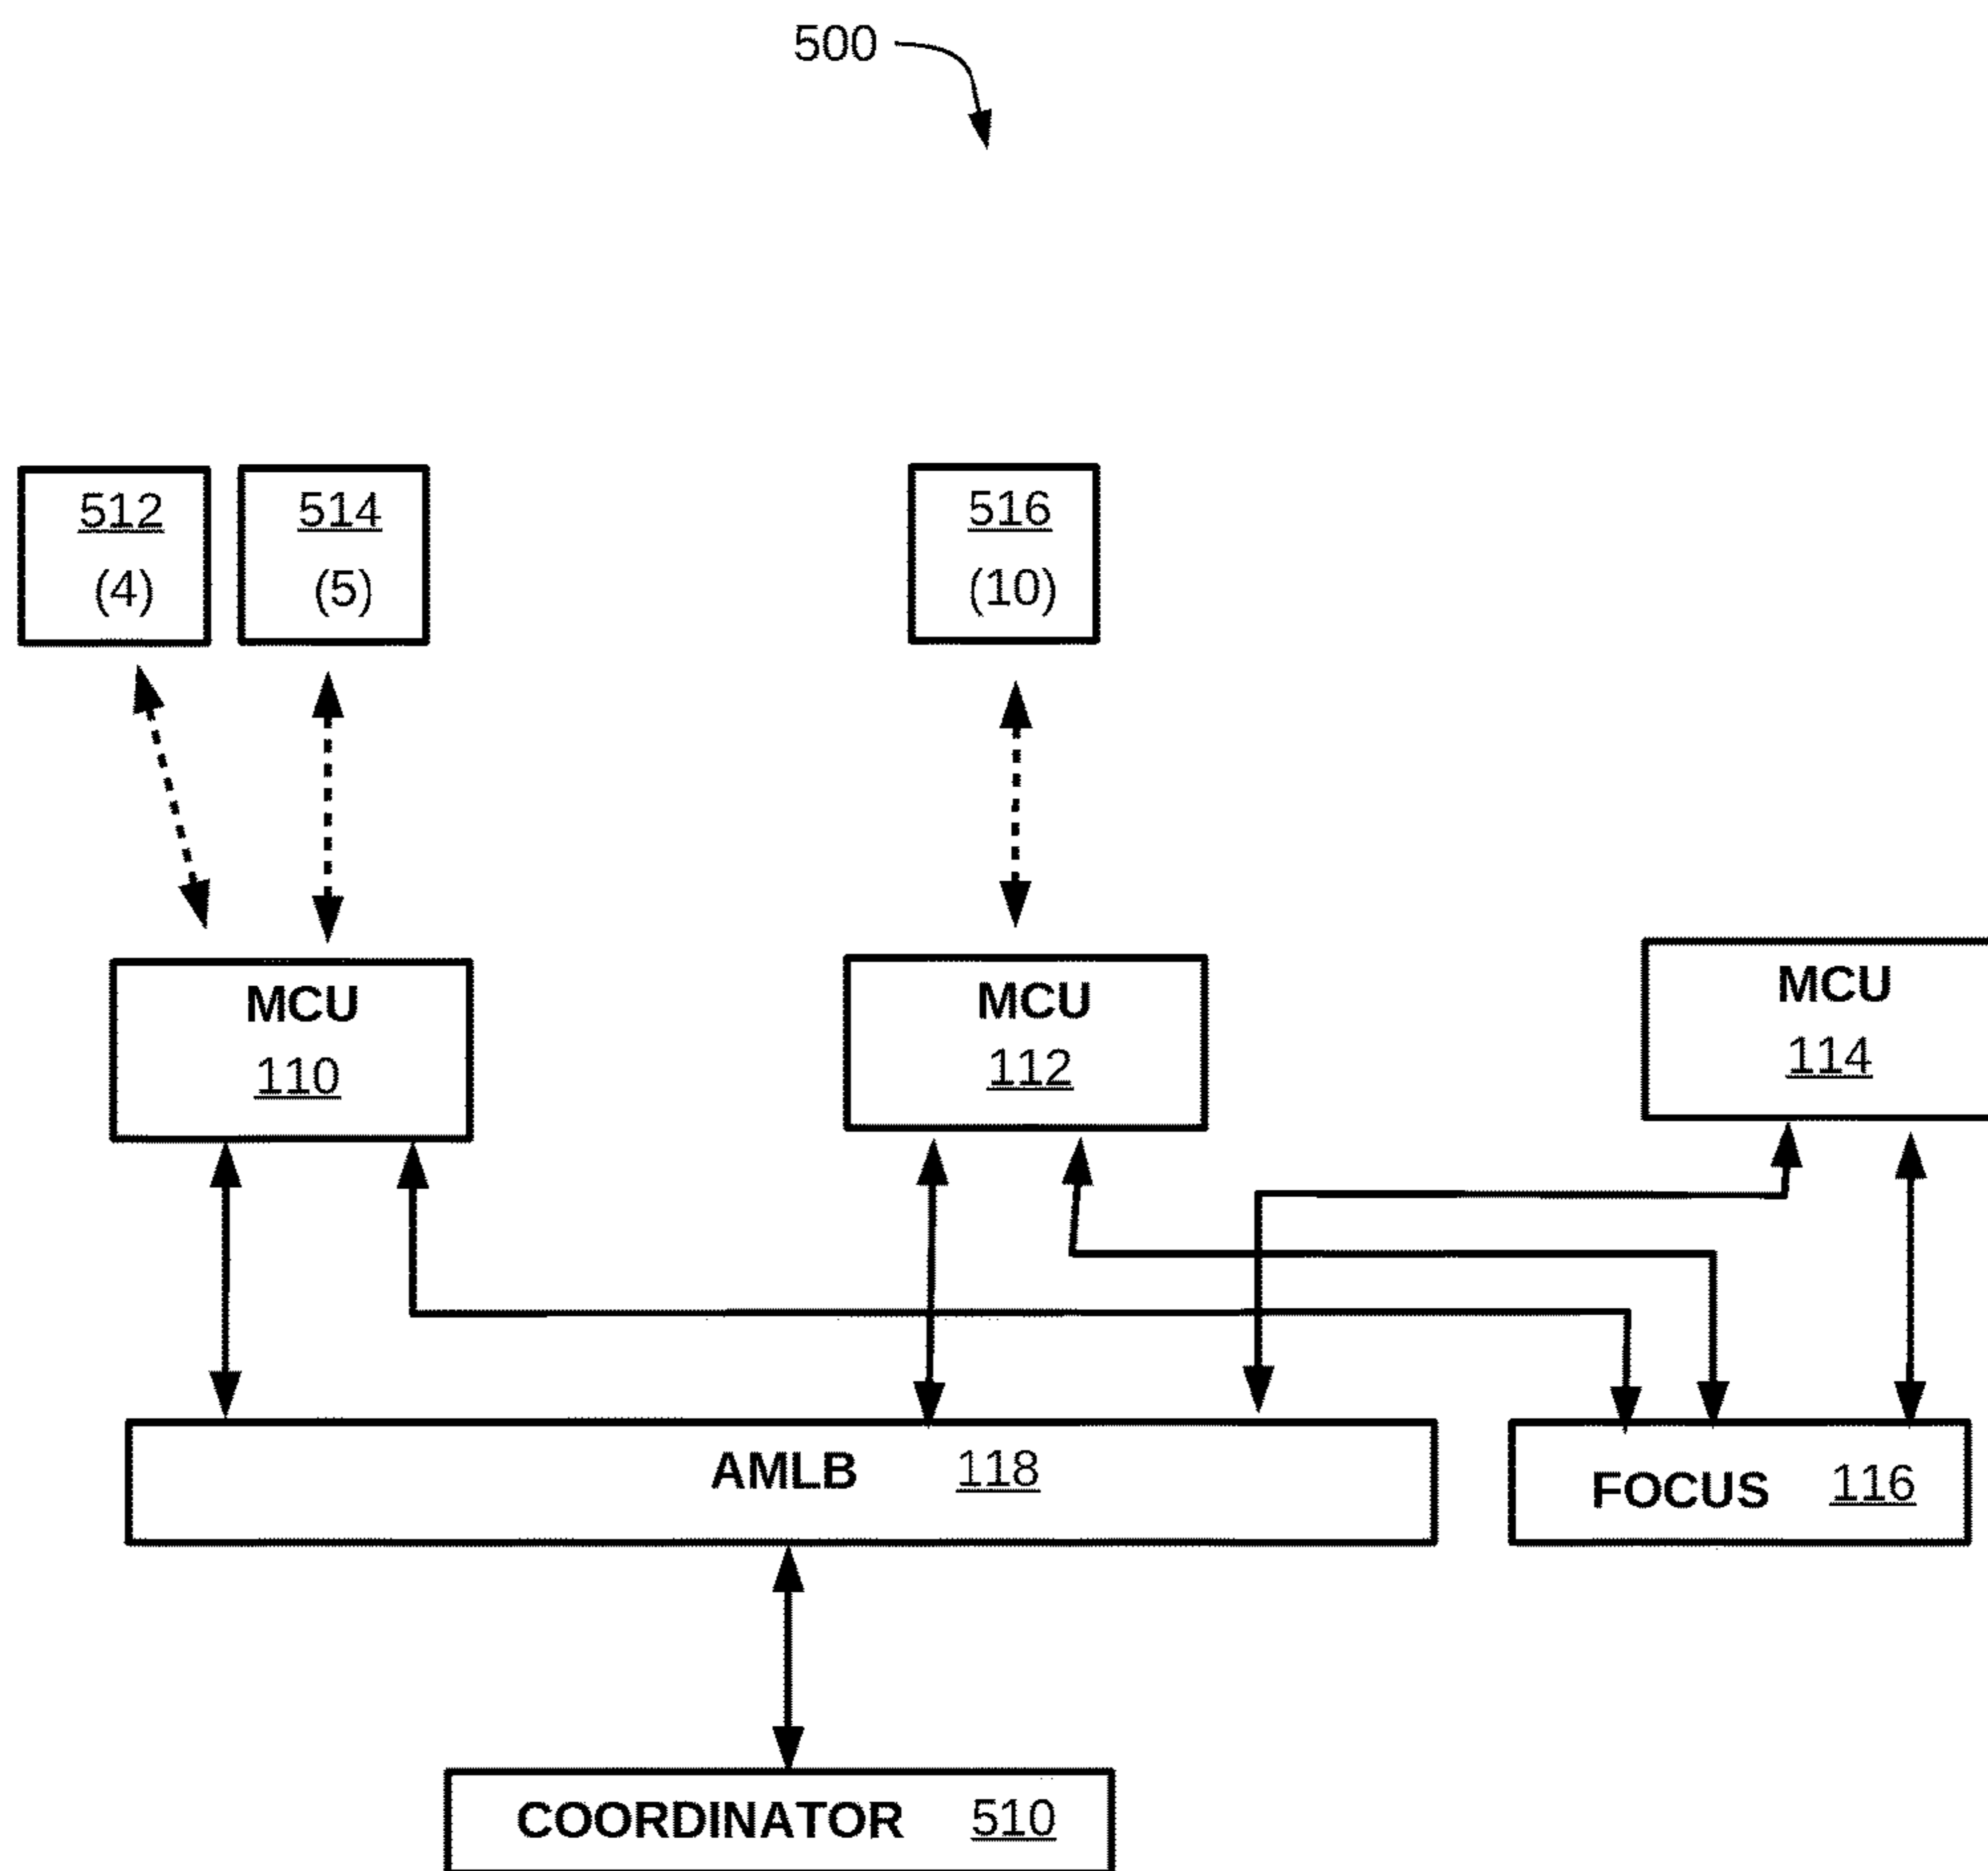 500
512
(4)
514
(5)
516
(10)
MCU
110
MCU
112
MCU
114
AMLB 118
FOCUS 116
COORDINATOR 510